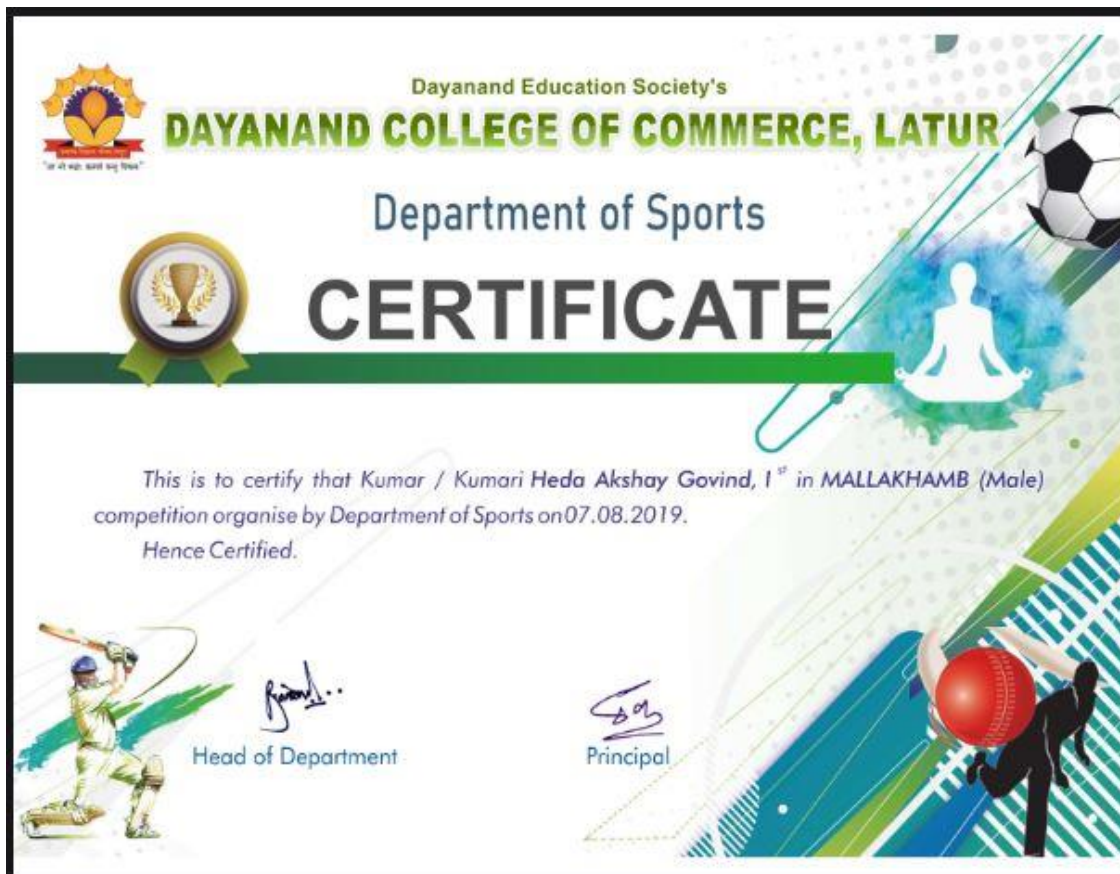 Dayanand Education Society's
DAYANAND COLLEGE OF COMMERCE, LATUR
Department of Sports
CERTIFICATE
This is to certify that Kumar / Kumari Heda Akshay Govind, 1st in MALLAKHAMB (Male)
competition organise by Department of Sports on 07.08.2019.
Hence Certified.
Head of Department
Principal